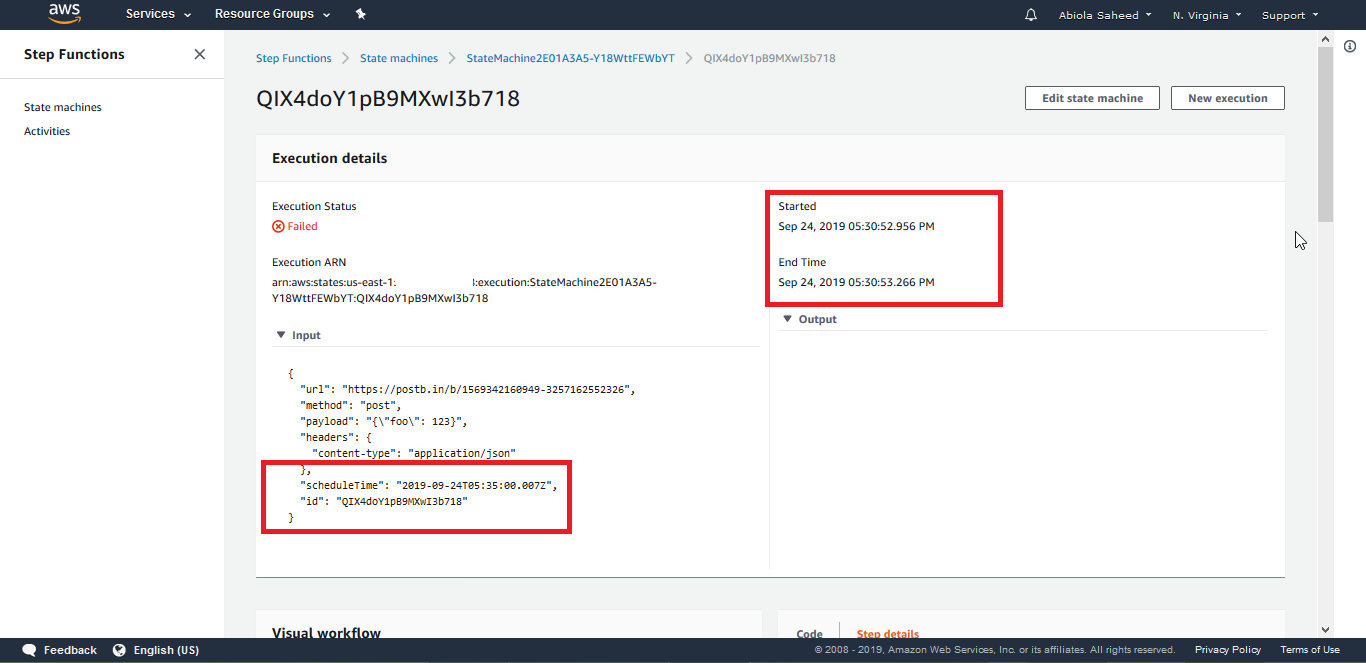 aws Services Resource Groups Abiola Saheed N. Virginia Support
Step Functions
State machines
Activities
Step Functions State machines StateMachine2E01A3A5-Y18WttFEWbYT QIX4doY1pB9MXwI3b718
QIX4doY1pB9MXwI3b718
Edit state machine New execution
Execution details
Execution Status
Failed
Execution ARN
arn:aws:states:us-east-1: :execution:StateMachine2E01A3A5-
Y18WttFEWbYT:QIX4doY1pB9MXwI3b718
Started
Sep 24, 2019 05:30:52.956 PM
End Time
Sep 24, 2019 05:30:53.266 PM
Input
{
"url": "https://postb.in/b/1569342160949-3257162552326",
"method": "post",
"payload": "{\"foo\": 123}",
"headers": {
"content-type": "application/json"
},
"scheduleTime": "2019-09-24T05:35:00.007Z",
"id": "QIX4doY1pB9MXwI3b718"
}
Output
Visual workflow
Code Step details
Feedback English (US) © 2008 - 2019, Amazon Web Services, Inc. or its affiliates. All rights reserved. Privacy Policy Terms of Use